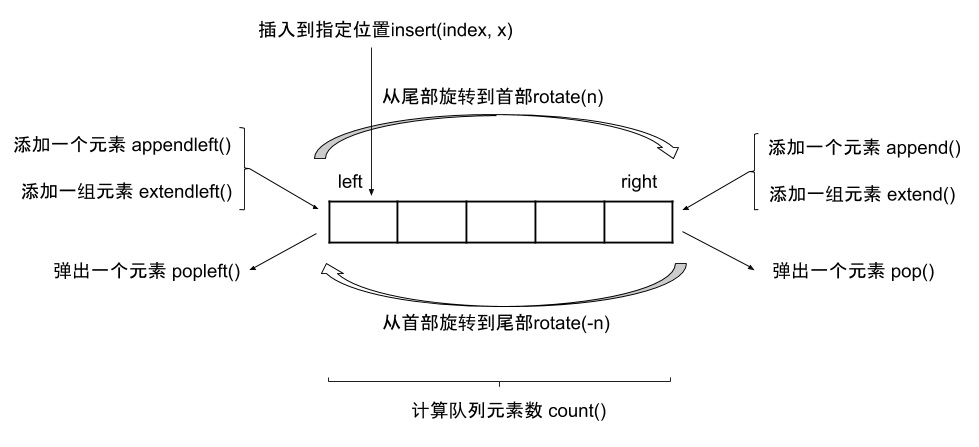 插入到指定位置insert(index, x)
从尾部旋转到首部rotate(n)
添加一个元素 appendleft()
添加一个元素 append()
left
right
添加一组元素 extendleft()
添加一组元素 extend()
弹出一个元素 popleft()
弹出一个元素 pop()
从首部旋转到尾部rotate(-n)
计算队列元素数 count()